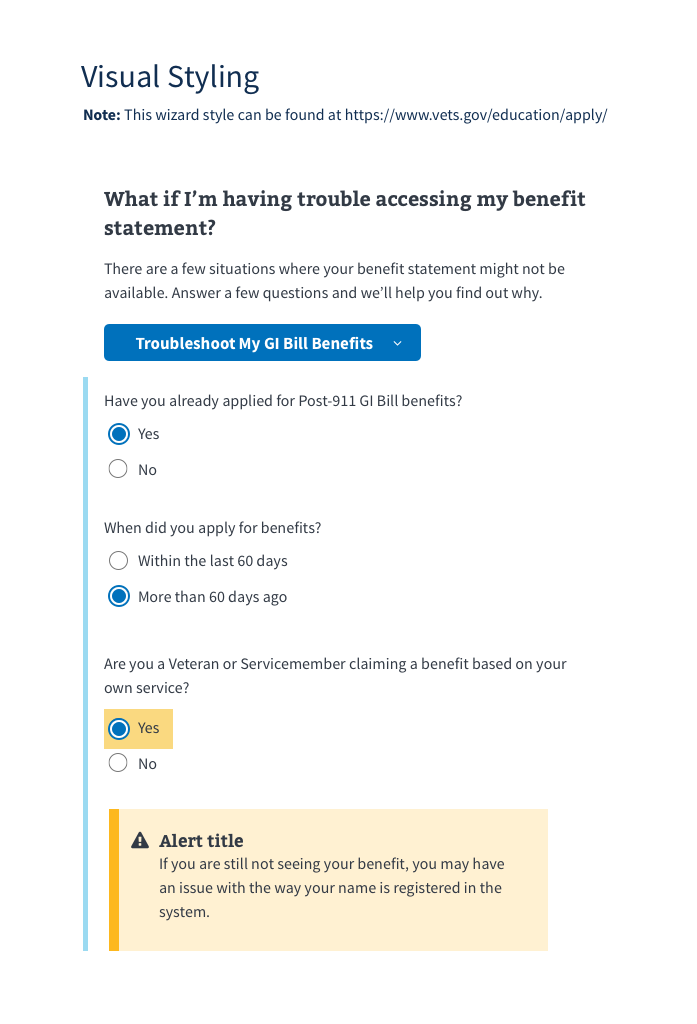 Visual Styling
Note: This wizard style can be found at https://www.vets.gov/education/apply/
What if I’m having trouble accessing my benefit
statement?
There are a few situations where your benefit statement might not be
available. Answer a few questions and we’ll help you find out why.
Troubleshoot My GI Bill Benefits
Have you already applied for Post-911 GI Bill benefits?
Yes
No
When did you apply for benefits?
Within the last 60 days
More than 60 days ago
Are you a Veteran or Servicemember claiming a benefit based on your
own service?
Yes
No
Alert title
If you are still not seeing your benefit, you may have
an issue with the way your name is registered in the
system.